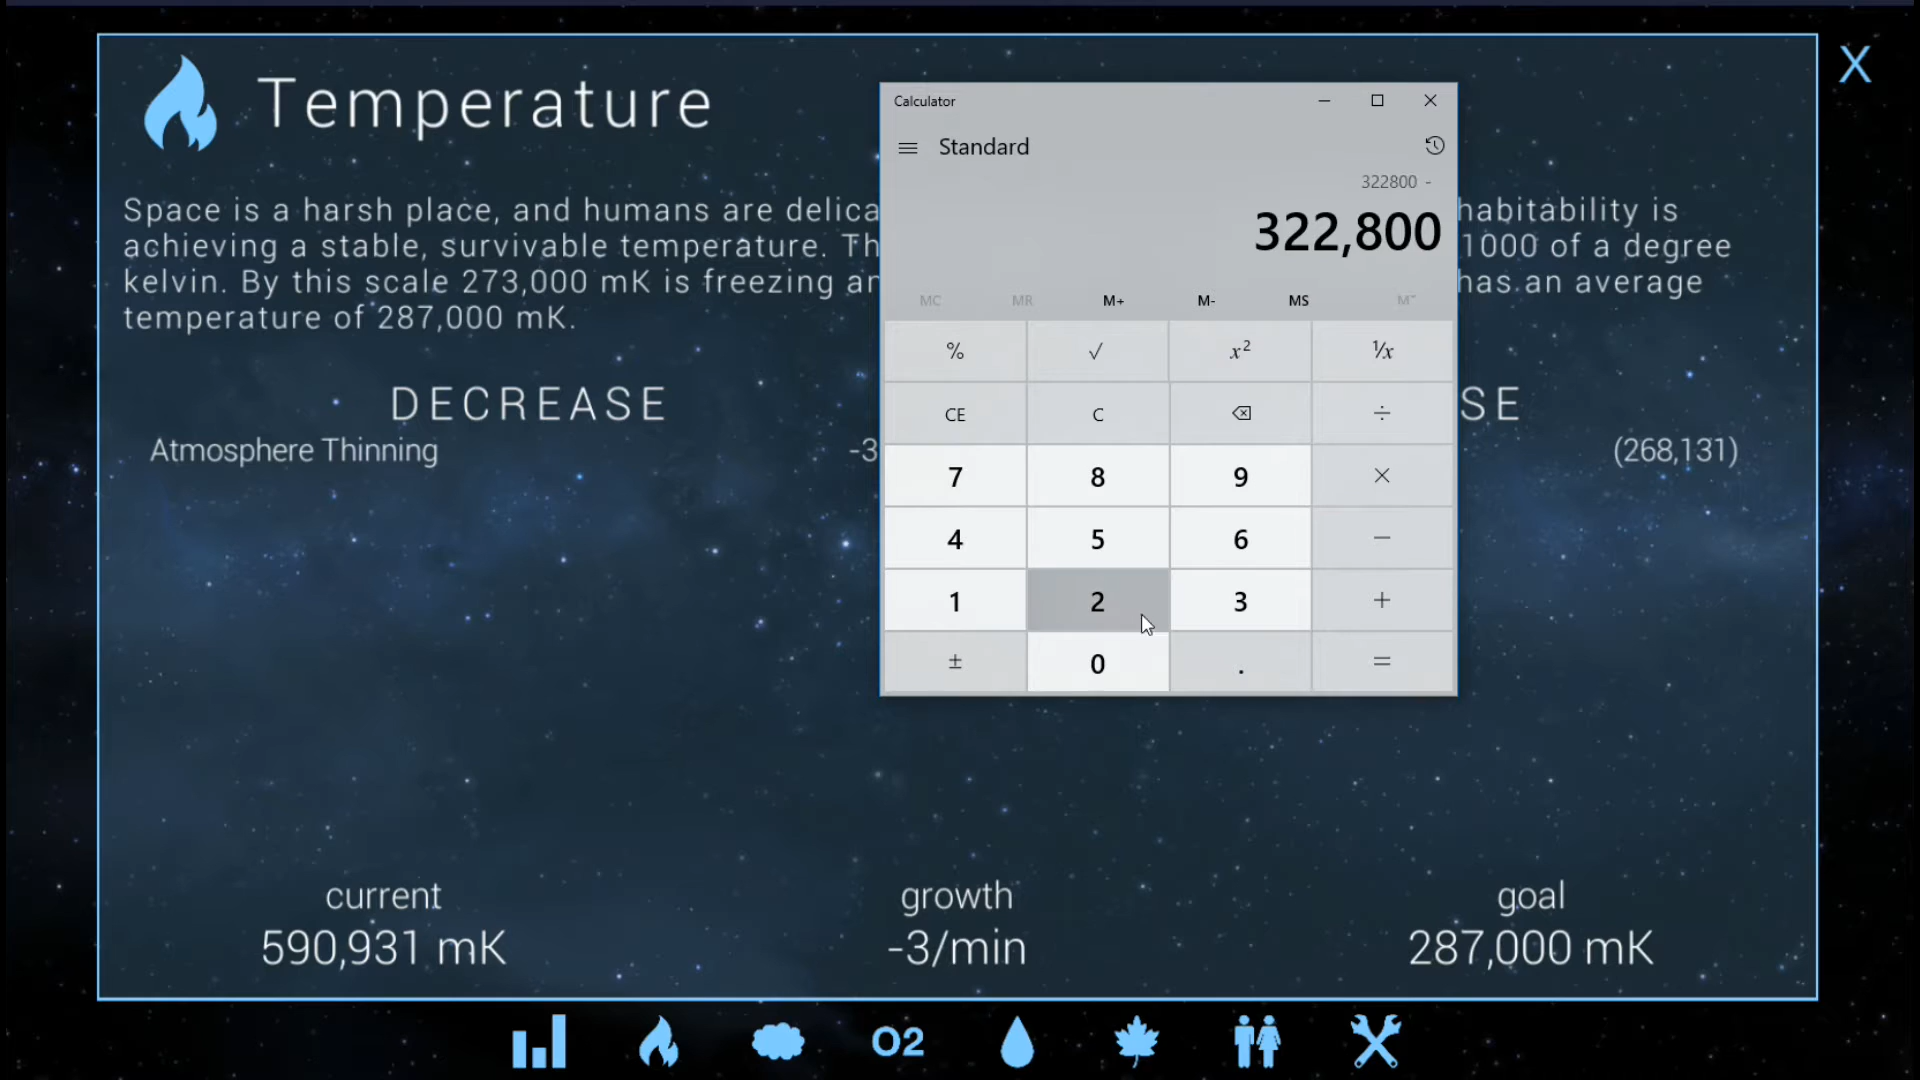 X
Temperature
Calculator
Standard
322800 -
322,800
Space is a harsh place, and humans are delica habitability is
achieving a stable, survivable temperature. Th 1000 of a degree
kelvin. By this scale 273,000 mK is freezing an has an average
temperature of 287,000 mK.
MC MR M+ M- MS M˅
% √ x² ⅟x
CE C ⌫ ÷
7 8 9 ×
4 5 6 −
1 2 3 +
± 0 . =
DECREASE SE
Atmosphere Thinning -3 (268,131)
current growth goal
590,931 mK -3/min 287,000 mK
O2